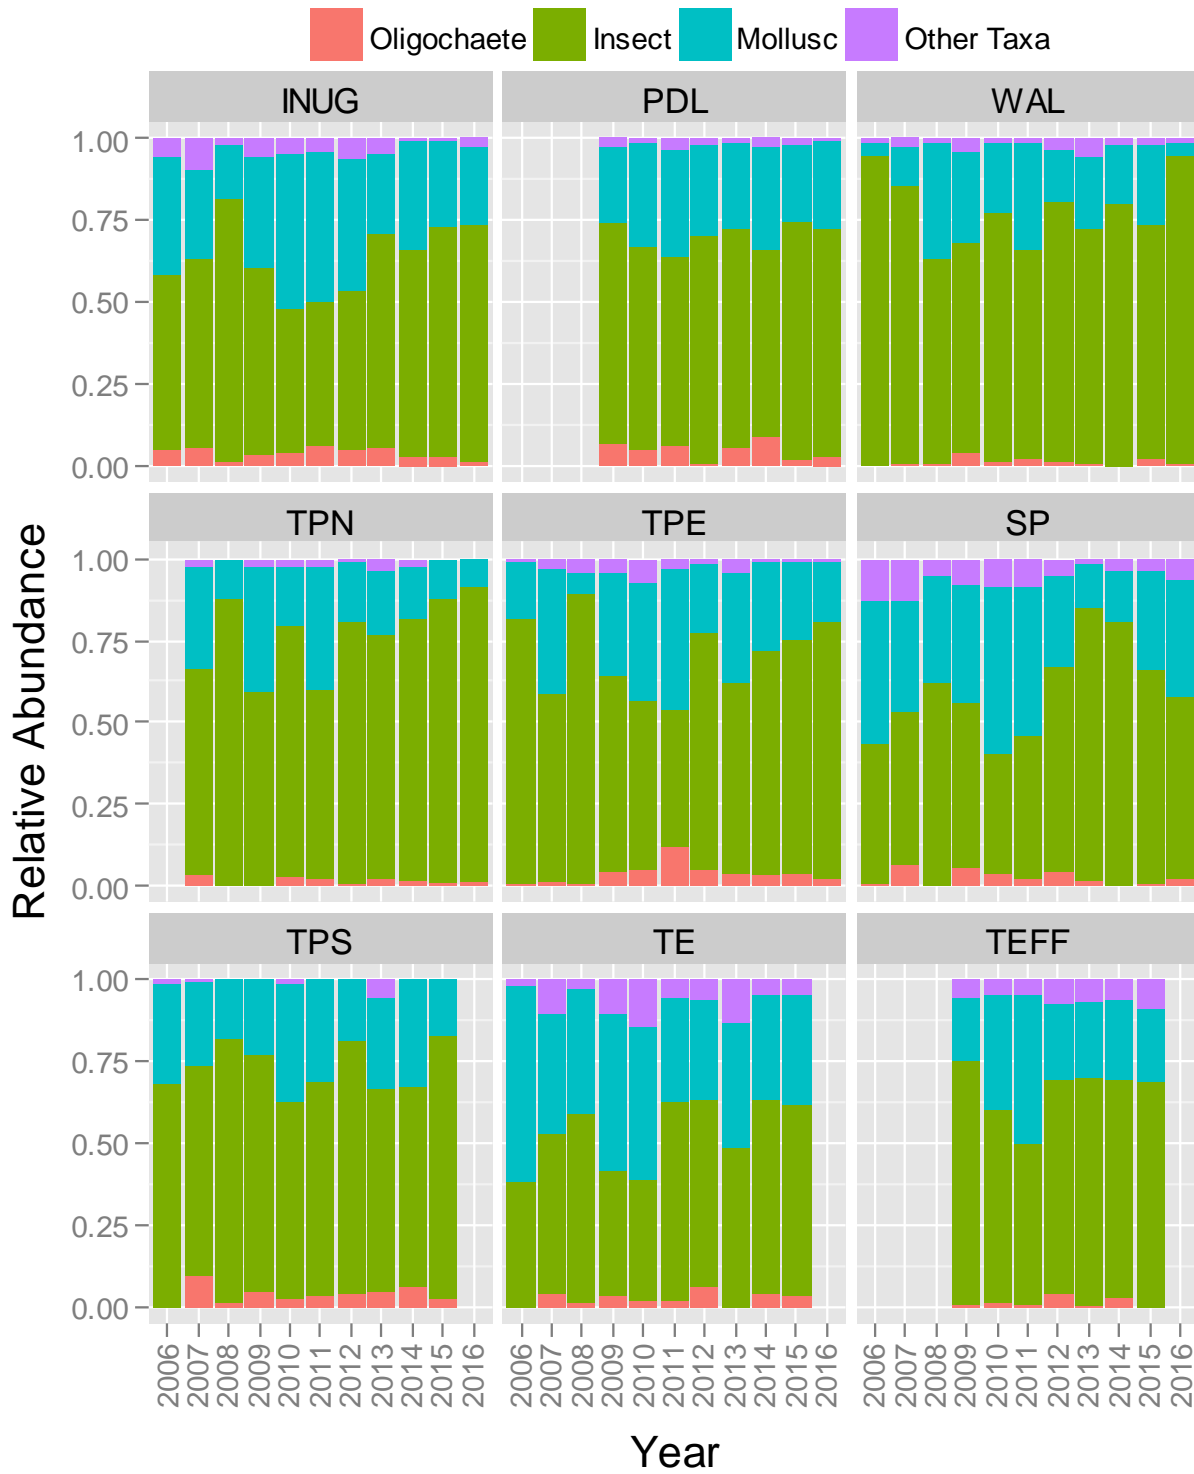 Oligochaete Insect Mollusc Other Taxa
INUG PDL WAL
1.00
0.75
0.50
0.25
0.00
TPN TPE SP
1.00
0.75
0.50
0.25
0.00
Relative Abundance
TPS TE TEFF
1.00
0.75
0.50
0.25
0.00
2006 2007 2008 2009 2010 2011 2012 2013 2014 2015 2016 2006 2007 2008 2009 2010 2011 2012 2013 2014 2015 2016 2006 2007 2008 2009 2010 2011 2012 2013 2014 2015 2016
Year